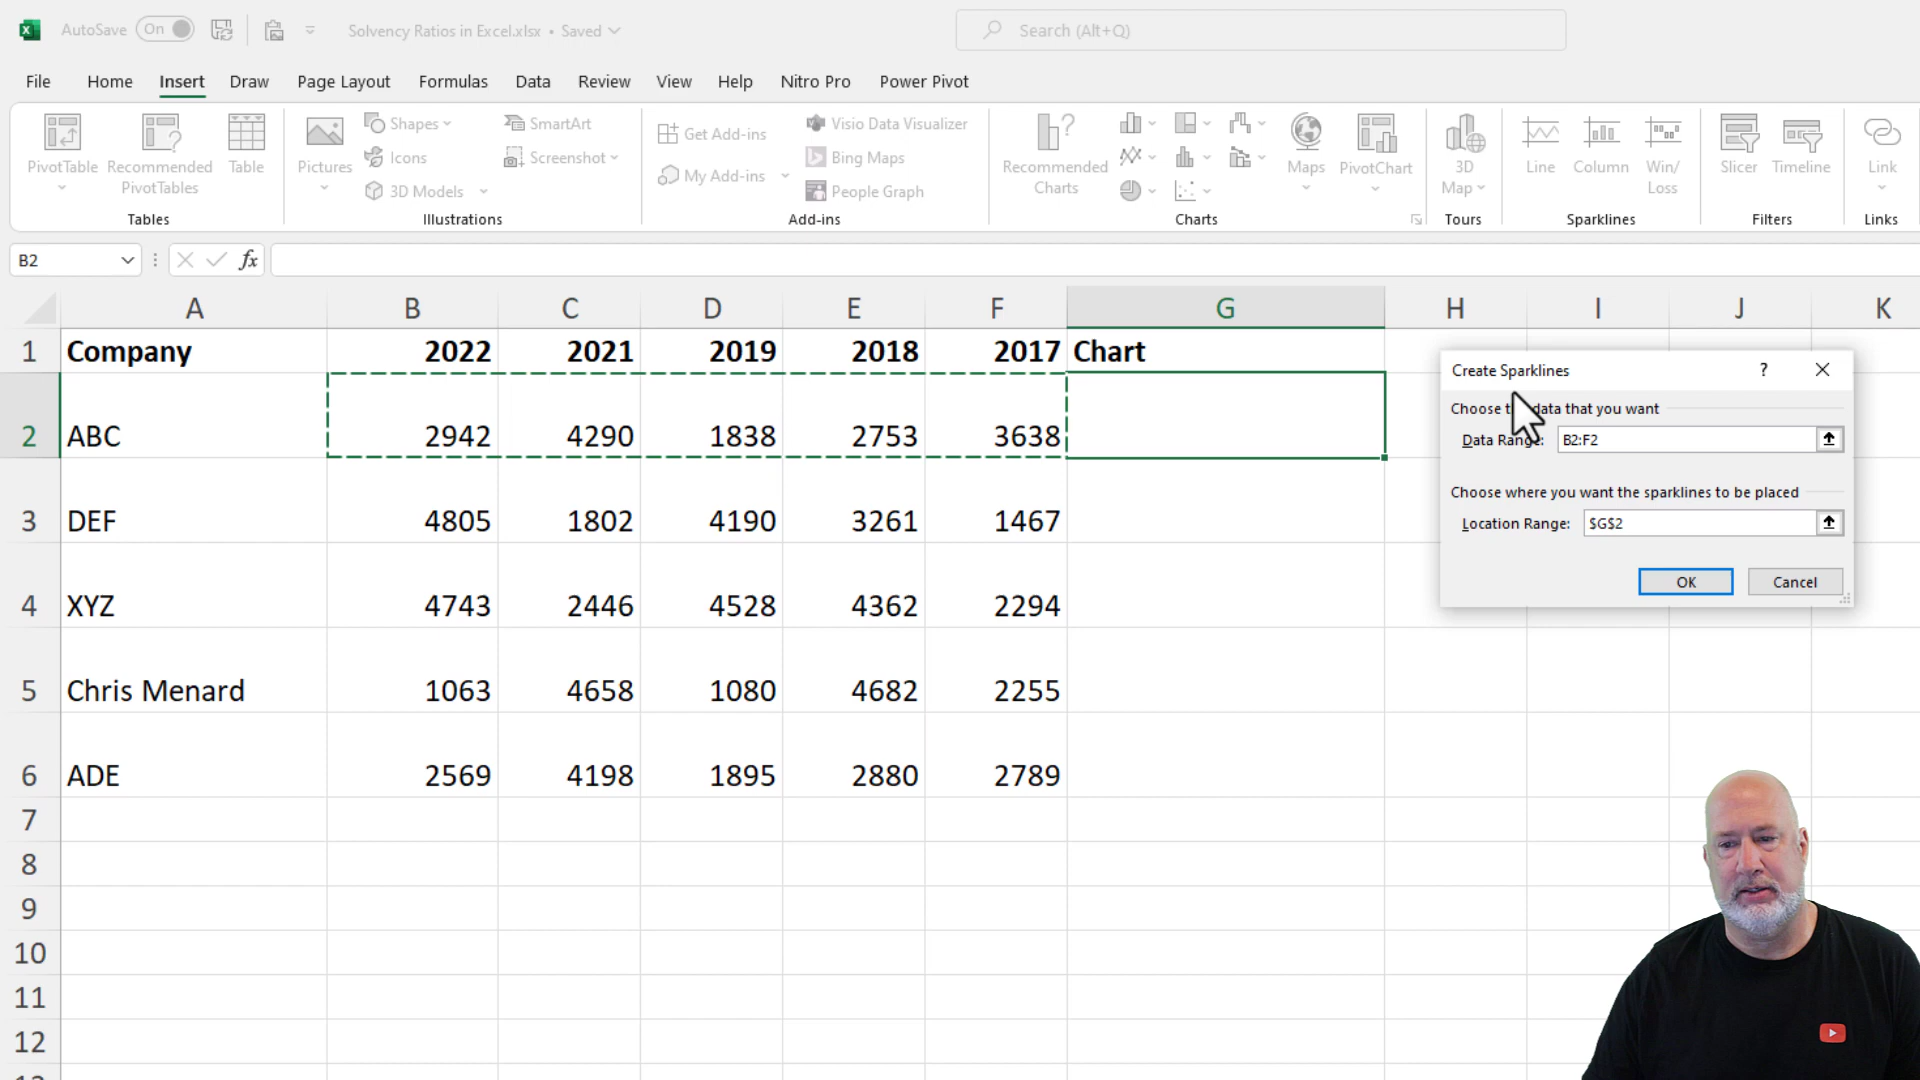 AutoSave On Solvency Ratios in Excel.xlsx • Saved Search (Alt+Q)
File Home Insert Draw Page Layout Formulas Data Review View Help Nitro Pro Power Pivot
PivotTable
Recommended
PivotTables
Table
Tables
Pictures
Shapes
Icons
3D Models
SmartArt
Screenshot
Illustrations
Get Add-ins
My Add-ins
Visio Data Visualizer
Bing Maps
People Graph
Add-ins
Recommended
Charts
Maps
PivotChart
Charts
3D
Map
Tours
Line
Column
Win/
Loss
Sparklines
Slicer
Timeline
Filters
Link
Links
B2 fx
A B C D E F G H I J K
1 Company 2022 2021 2019 2018 2017 Chart
2 ABC 2942 4290 1838 2753 3638
3 DEF 4805 1802 4190 3261 1467
4 XYZ 4743 2446 4528 4362 2294
5 Chris Menard 1063 4658 1080 4682 2255
6 ADE 2569 4198 1895 2880 2789
7
8
9
10
11
12
Create Sparklines ?
Choose data that you want
Data Range: B2:F2
Choose where you want the sparklines to be placed
Location Range: $G$2
OK Cancel